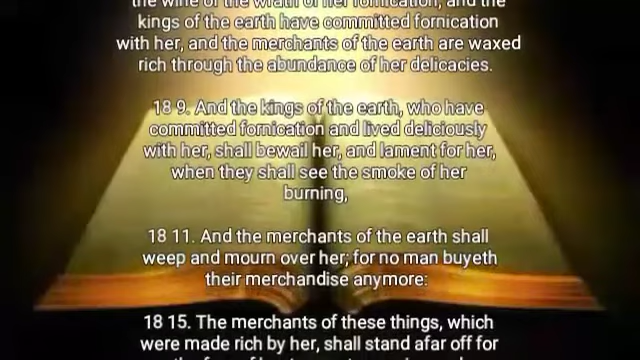 the wine of the wrath of her fornication, and the
kings of the earth have committed fornication
with her, and the merchants of the earth are waxed
rich through the abundance of her delicacies.
18 9. And the kings of the earth, who have
committed fornication and lived deliciously
with her, shall bewail her, and lament for her,
when they shall see the smoke of her
burning,
18 11. And the merchants of the earth shall
weep and mourn over her; for no man buyeth
their merchandise anymore:
18 15. The merchants of these things, which
were made rich by her, shall stand afar off for